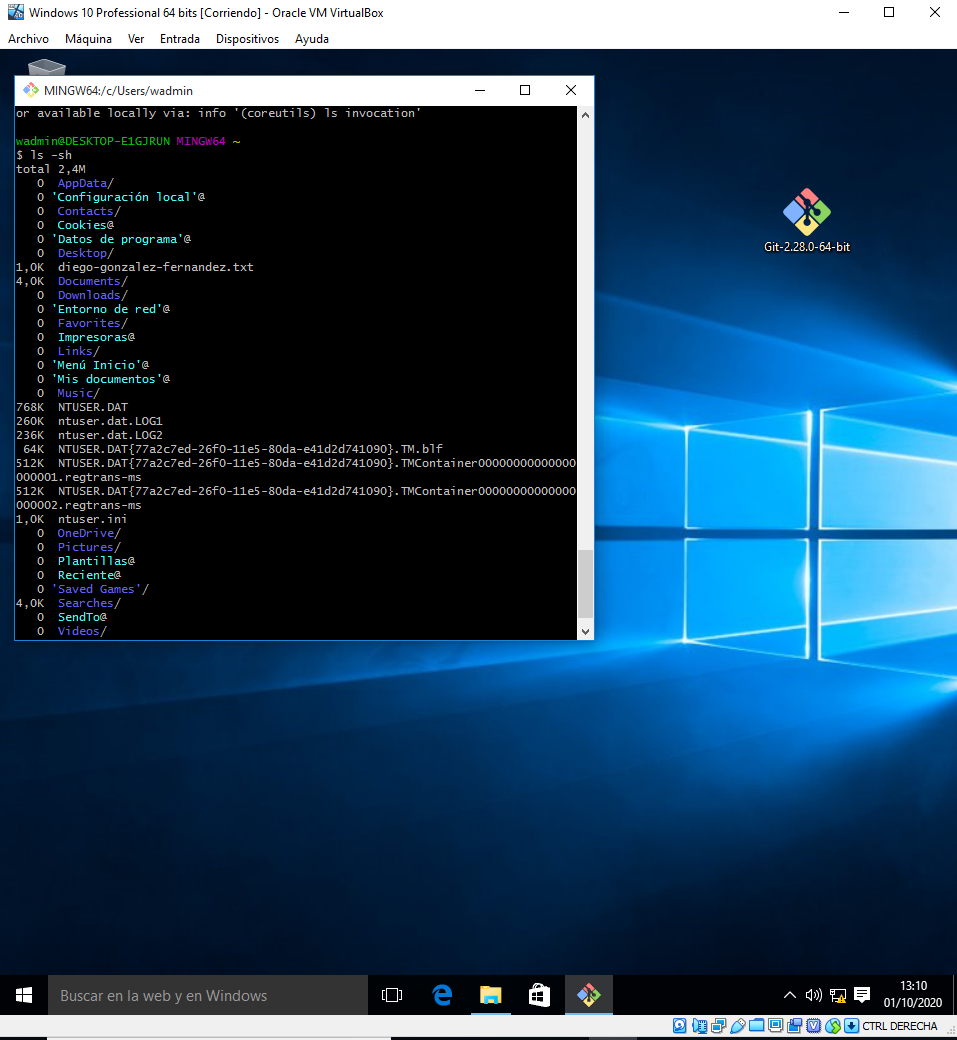 Windows 10 Professional 64 bits [Corriendo] - Oracle VM VirtualBox
Archivo Máquina Ver Entrada Dispositivos Ayuda
MINGW64:/c/Users/wadmin
or available locally via: info '(coreutils) ls invocation'
wadmin@DESKTOP-E1GJRUN MINGW64 ~
$ ls -sh
total 2,4M
0 AppData/
0 'Configuración local'@
0 Contacts/
0 Cookies@
0 'Datos de programa'@
0 Desktop/
1,0K diego-gonzalez-fernandez.txt
4,0K Documents/
0 Downloads/
0 'Entorno de red'@
0 Favorites/
0 Impresoras@
0 Links/
0 'Menú Inicio'@
0 'Mis documentos'@
0 Music/
768K NTUSER.DAT
260K ntuser.dat.LOG1
236K ntuser.dat.LOG2
64K NTUSER.DAT{77a2c7ed-26f0-11e5-80da-e41d2d741090}.TM.blf
512K NTUSER.DAT{77a2c7ed-26f0-11e5-80da-e41d2d741090}.TMContainer00000000000000
000001.regtrans-ms
512K NTUSER.DAT{77a2c7ed-26f0-11e5-80da-e41d2d741090}.TMContainer00000000000000
000002.regtrans-ms
1,0K ntuser.ini
0 OneDrive/
0 Pictures/
0 Plantillas@
0 Reciente@
0 'Saved Games'/
4,0K Searches/
0 SendTo@
0 Videos/
Git-2.28.0-64-bit
Buscar en la web y en Windows
13:10
01/10/2020
CTRL DERECHA